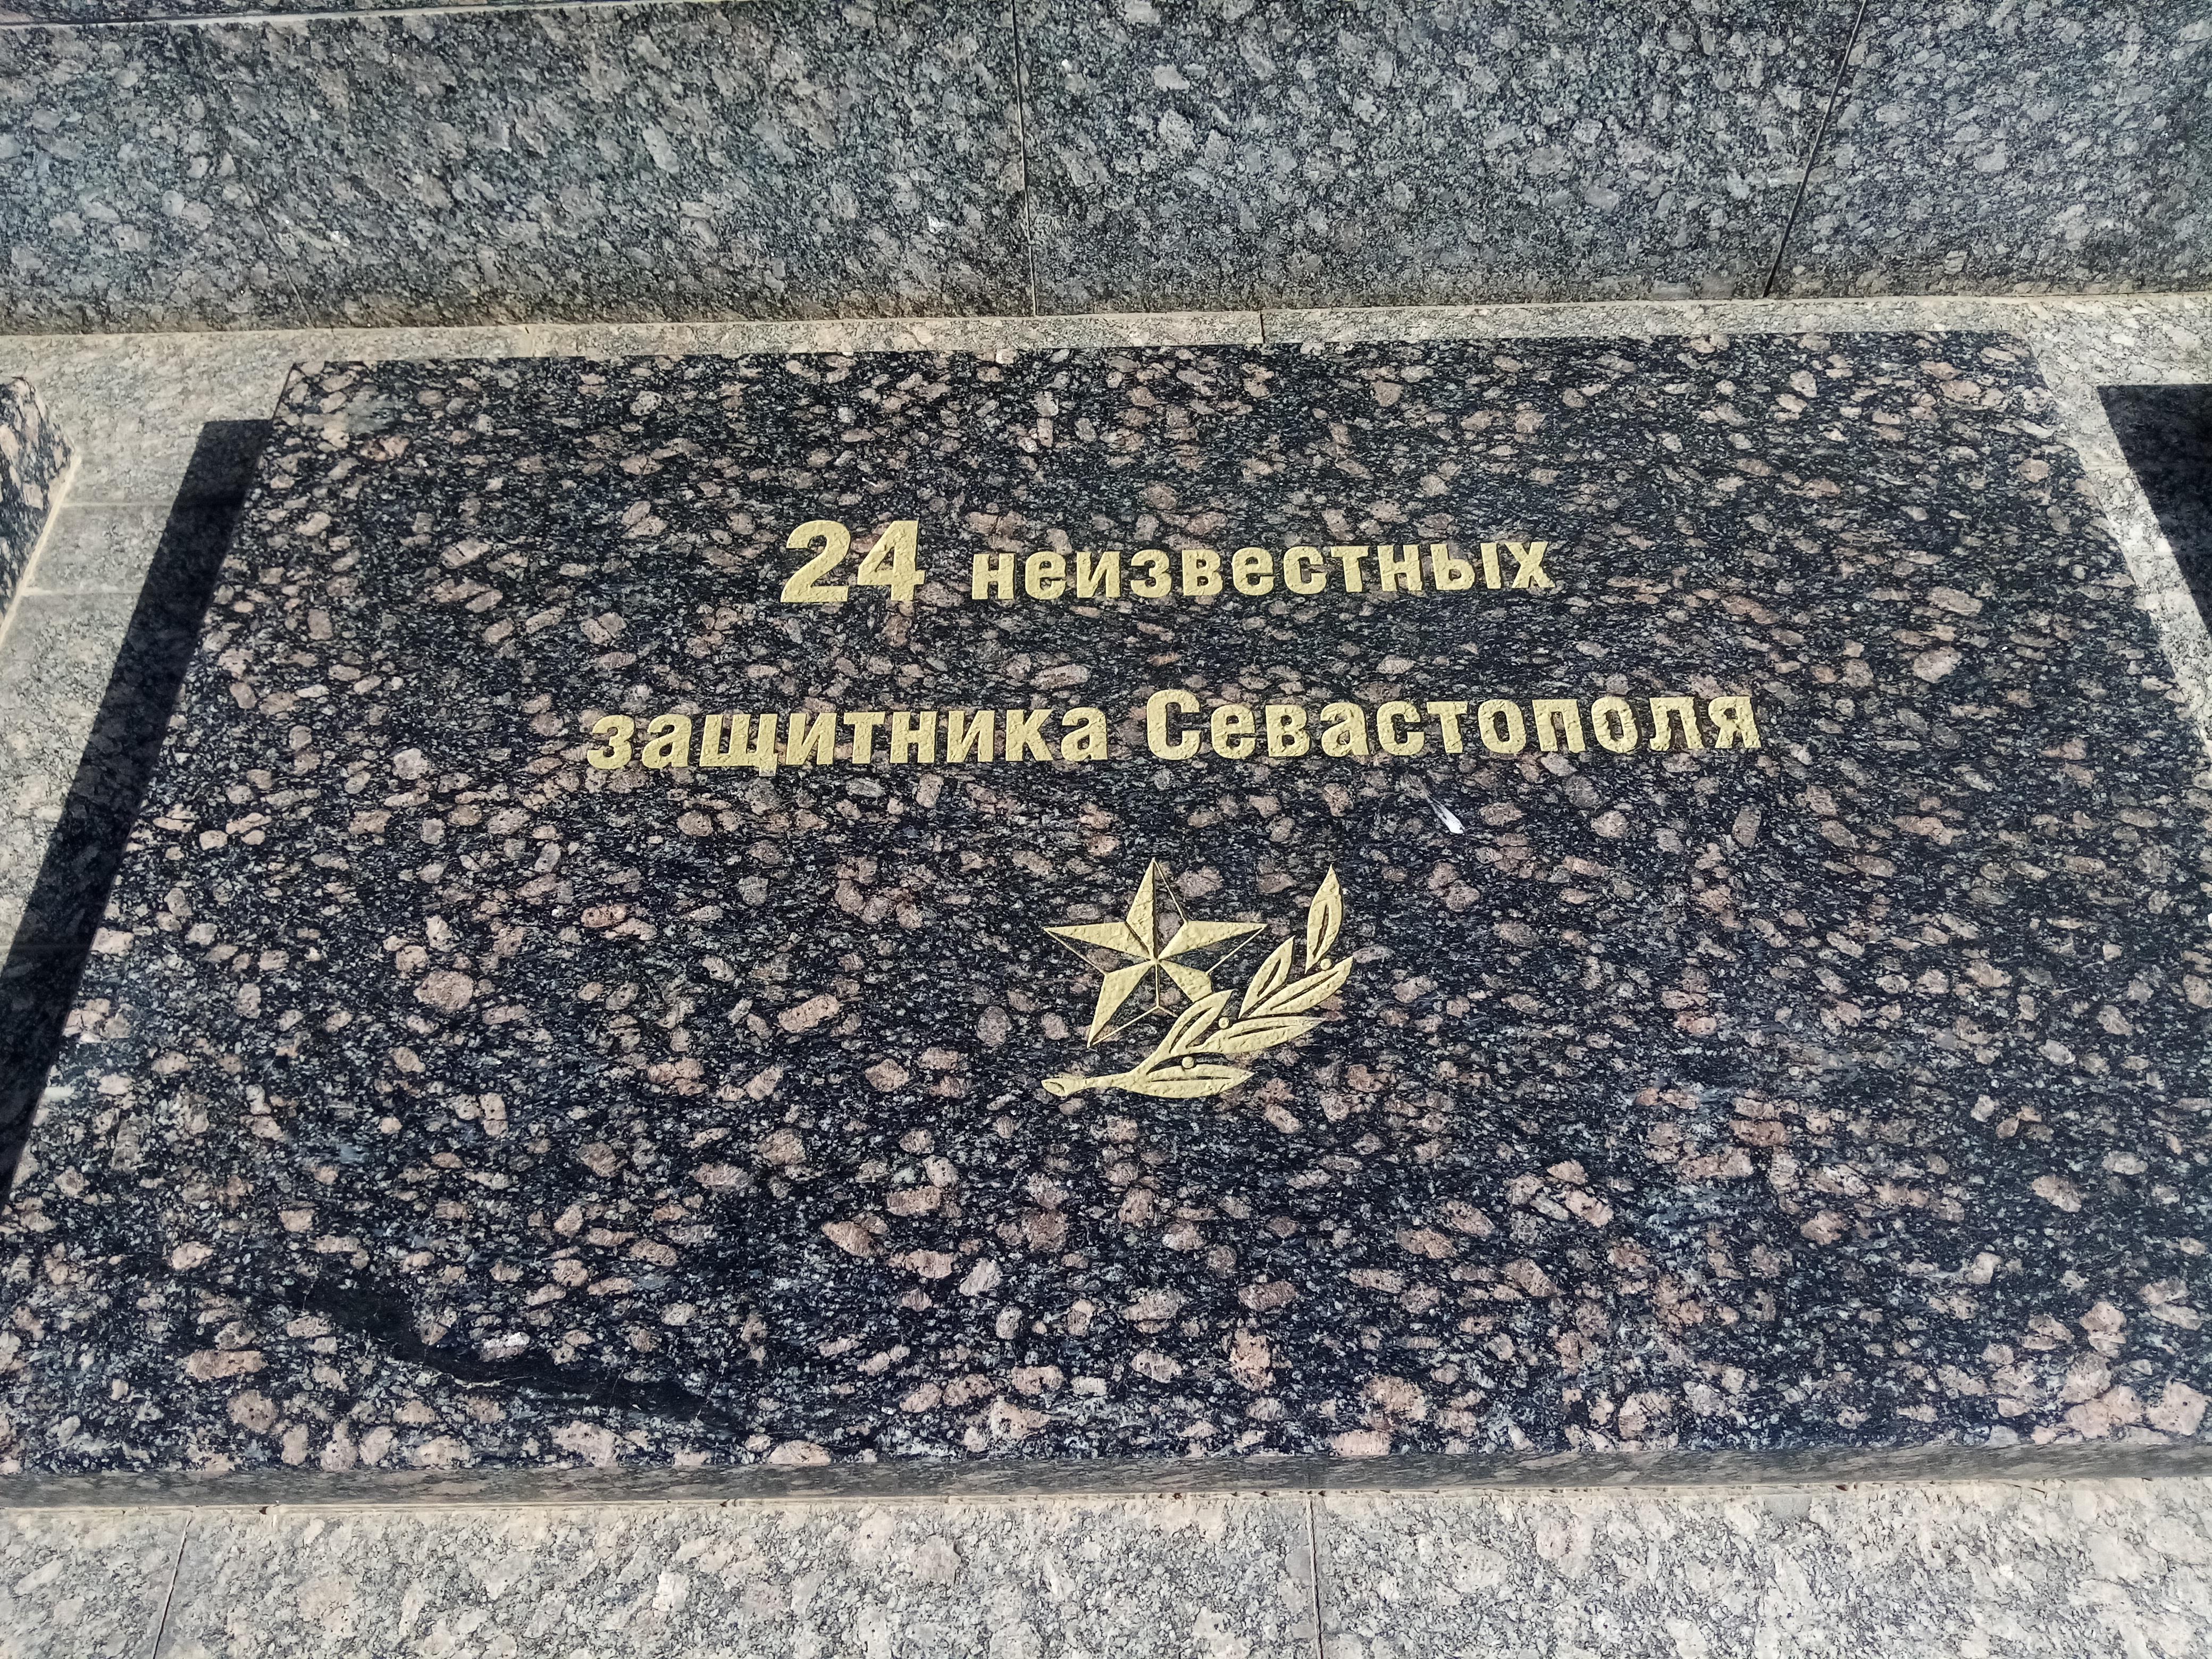 24 неизвестных
защитника Севастополя